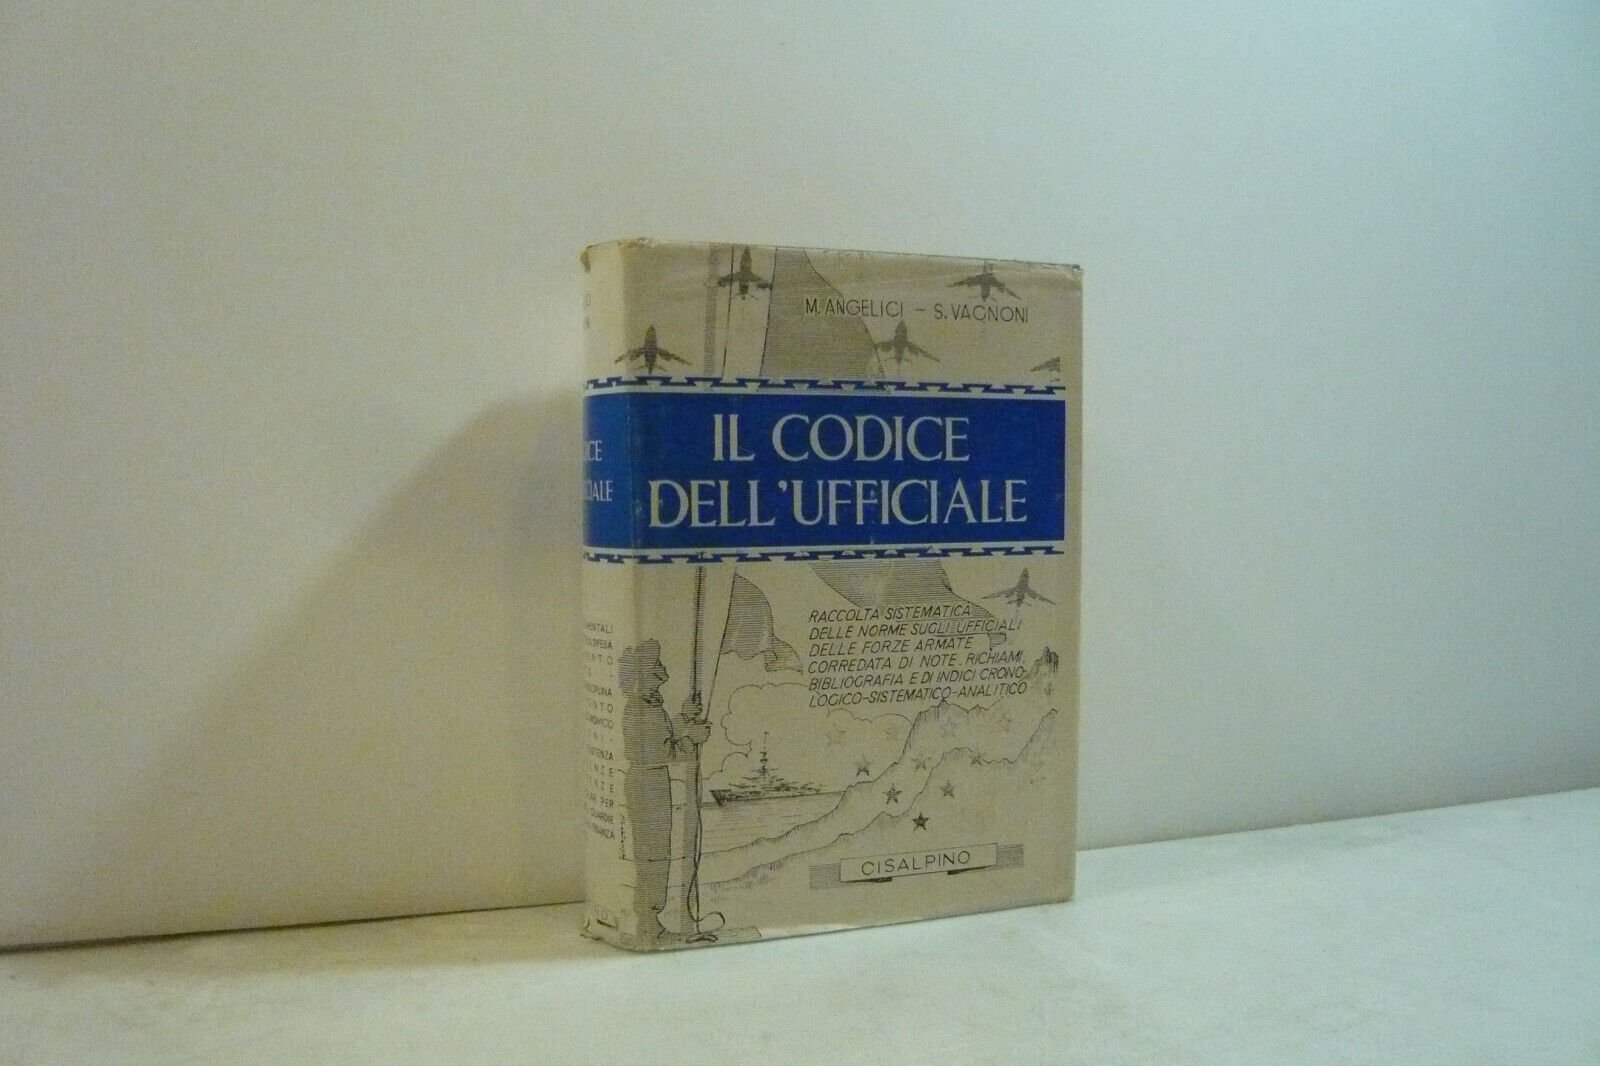 M. ANGELICI - S. VAGNONI
IL CODICE
DELL'UFFICIALE
RACCOLTA SISTEMATICA
DELLE NORME SUGLI UFFICIALI
DELLE FORZE ARMATE
CORREDATA DI NOTE. RICHIAMI,
BIBLIOGRAFIA E DI INDICI CRONO-
LOGICO-SISTEMATICO-ANALITICO
CISALPINO